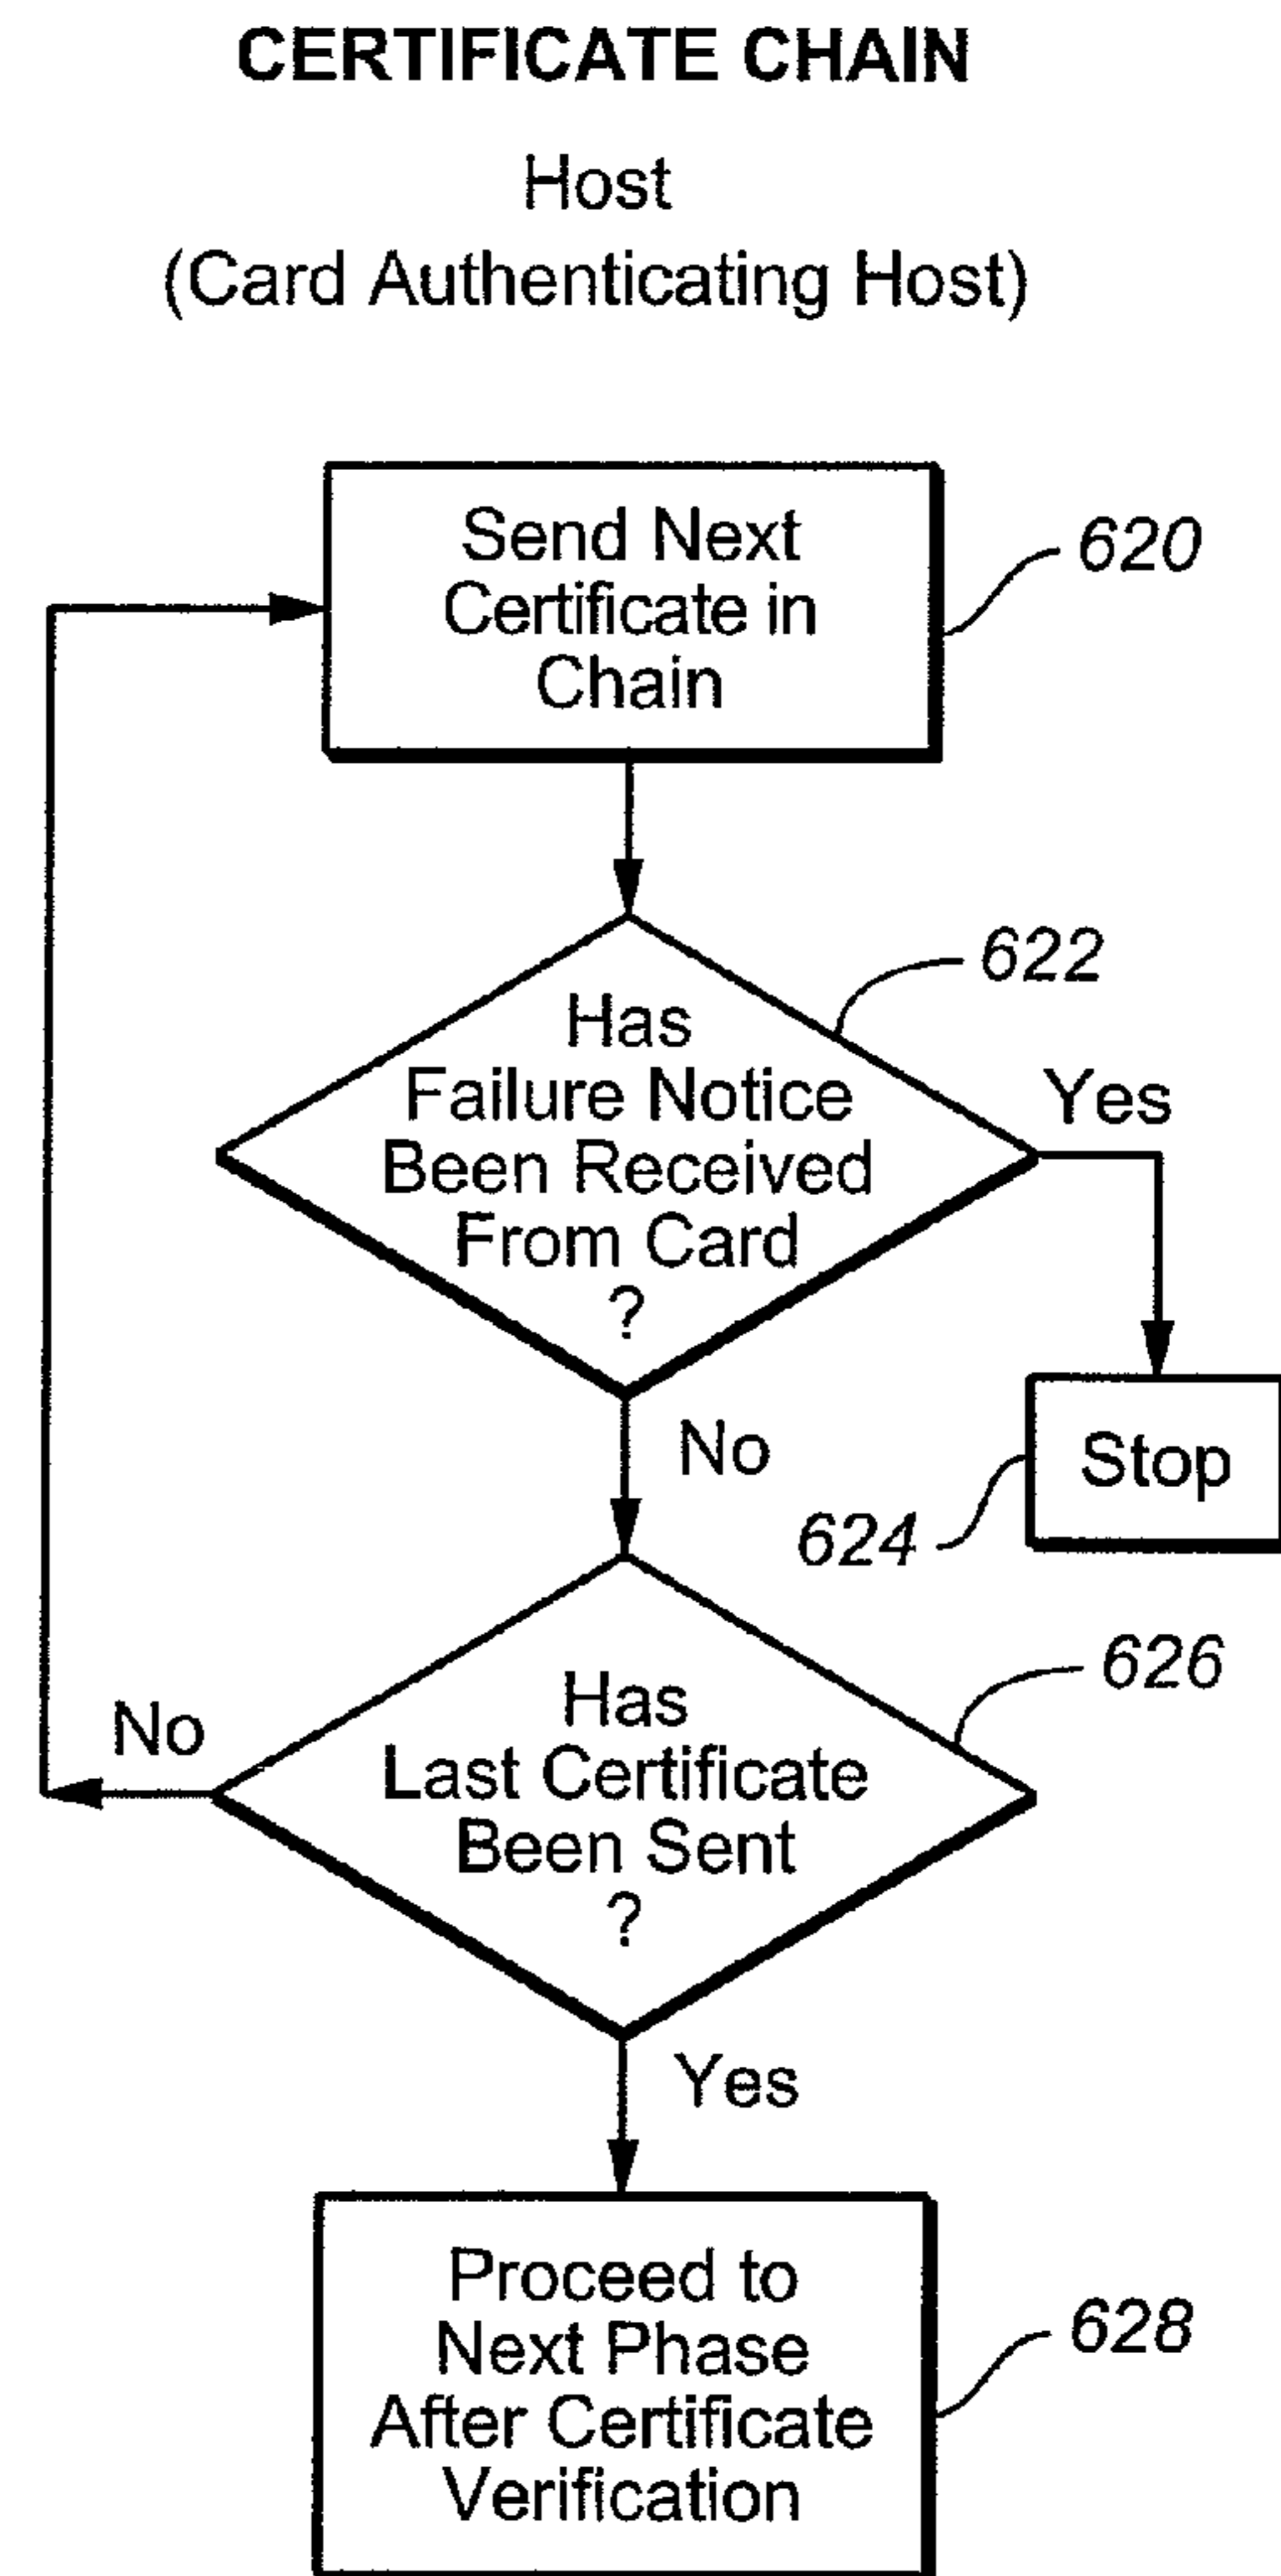 CERTIFICATE CHAIN
Host
(Card Authenticating Host)
Send Next
Certificate in
Chain
620
622
Has
Failure Notice
Been Received
From Card
?
Yes
No
Stop
624
626
Has
Last Certificate
Been Sent
?
No
Yes
Proceed to
Next Phase
After Certificate
Verification
628